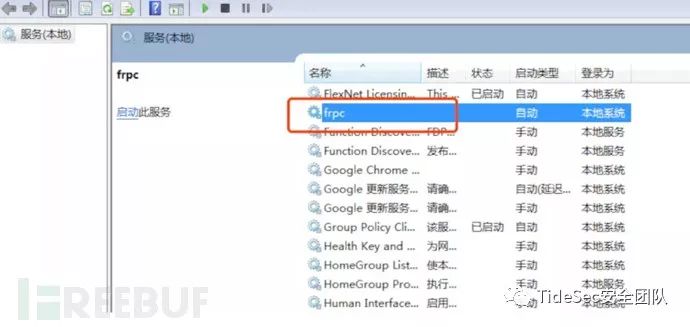 服务(本地)
服务(本地)
frpc
启动此服务
名称 描述 状态 启动类型 登录为
FlexNet Licensin... This ... 已启动 自动 本地系统
frpc 自动 本地系统
Function Discove... FDP... 手动 本地服务
Function Discove... 发布... 手动 本地服务
Google Chrome ... 手动 本地系统
Google 更新服务... 请确... 自动(延迟... 本地系统
Google 更新服务... 请确... 手动 本地系统
Group Policy Cli... 该服... 已启动 自动 本地系统
Health Key and ... 为网... 手动 本地系统
HomeGroup List... 使本... 手动 本地系统
HomeGroup Pro... 执行... 手动 本地服务
Human Interface ... 启用... 手动 本地系统
FREEBUF
TideSec安全团队